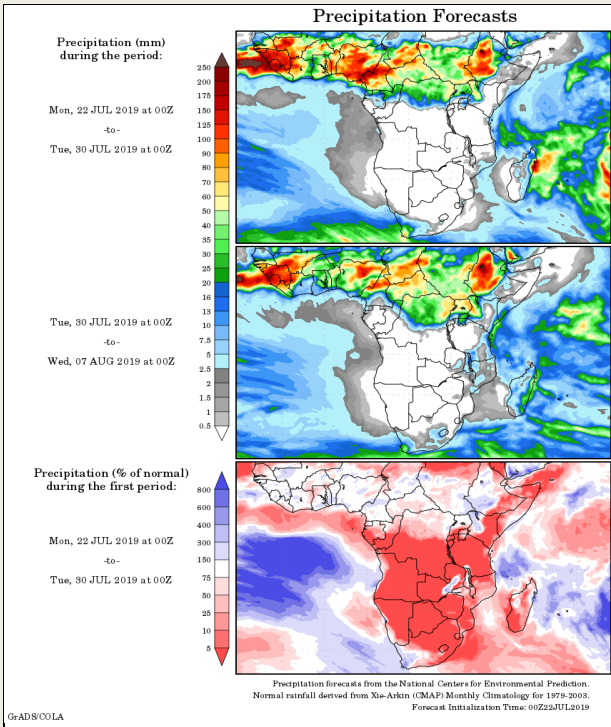 Precipitation Forecasts
Precipitation (mm)
during the period:
Mon, 22 JUL 2019 at 00Z
-to-
Tue, 30 JUL 2019 at 00Z
250
200
175
150
125
100
90
80
70
60
50
40
35
30
25
20
16
13
10
7.5
5
2.5
2
1.5
1
0.5
Tue, 30 JUL 2019 at 00Z
-to-
Wed, 07 AUG 2019 at 00Z
Precipitation (% of normal)
during the first period:
Mon, 22 JUL 2019 at 00Z
-to-
Tue, 30 JUL 2019 at 00Z
800
600
400
300
150
75
50
25
10
5
Precipitation forecasts from the National Centers for Environmental Prediction.
Normal rainfall derived from Xie-Arkin (CMAP) Monthly Climatology for 1979-2003.
Forecast Initialization Time: 00Z22JUL2019
GrADS/COLA